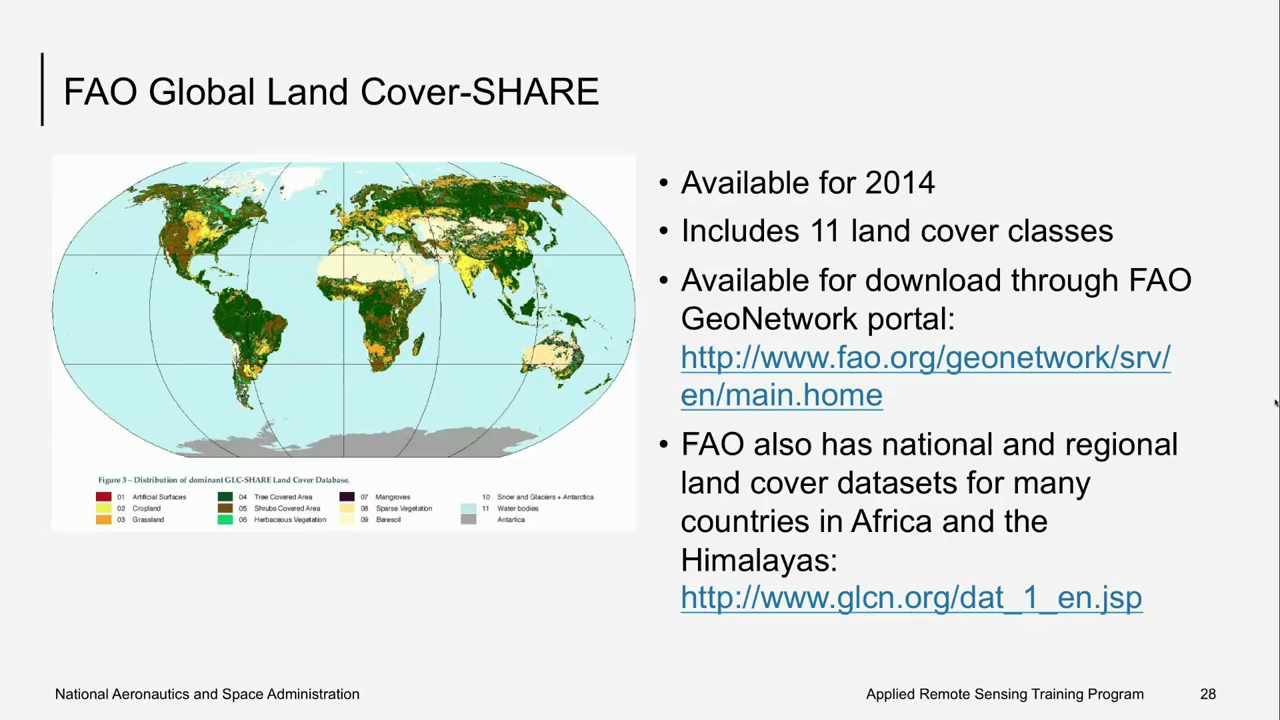 FAO Global Land Cover-SHARE
Figure 3 – Distribution of dominant GLC-SHARE Land Cover Database.
01 Artificial Surfaces
02 Cropland
03 Grassland
04 Tree Covered Area
05 Shrubs Covered Area
06 Herbaceous Vegetation
07 Mangroves
08 Sparse Vegetation
09 Baresoil
10 Snow and Glaciers + Antarctica
11 Water bodies
Antartica
• Available for 2014
• Includes 11 land cover classes
• Available for download through FAO
GeoNetwork portal:
http://www.fao.org/geonetwork/srv/
en/main.home
• FAO also has national and regional
land cover datasets for many
countries in Africa and the
Himalayas:
http://www.glcn.org/dat_1_en.jsp
National Aeronautics and Space Administration
Applied Remote Sensing Training Program
28